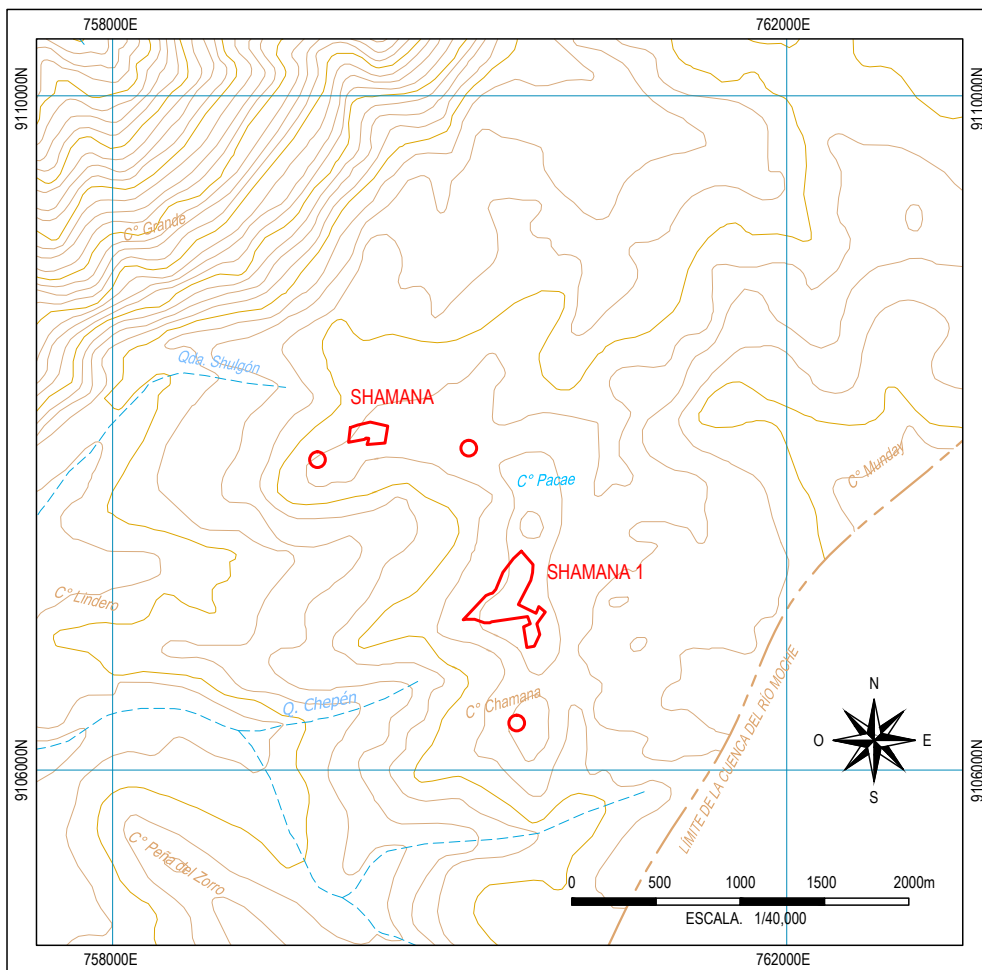 758000E
762000E
9110000N
9110000N
C° Grande
Qda. Shulgón
SHAMANA
C° Munday
C° Pacae
SHAMANA 1
C° Lindero
C° Chamana
Q. Chepén
LÍMITE DE LA CUENCA DEL RÍO MOCHE
N
O
E
S
9106000N
9106000N
C° Peña del Zorro
0 500 1000 1500 2000m
ESCALA. 1/40,000
758000E
762000E